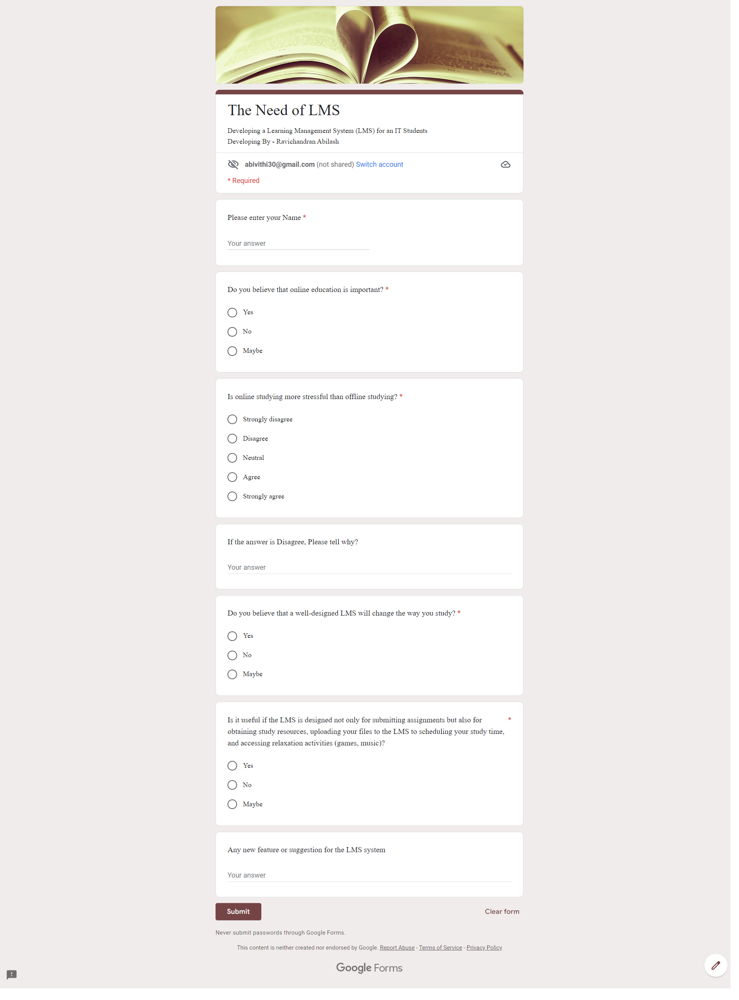 The Need of LMS
Developing a Learning Management System (LMS) for an IT Students
Developing By - Ravichandran Abilash
abivithi30@gmail.com (not shared) Switch account
* Required
Please enter your Name *
Your answer
Do you believe that online education is important? *
Yes
No
Maybe
Is online studying more stressful than offline studying? *
Strongly disagree
Disagree
Neutral
Agree
Strongly agree
If the answer is Disagree, Please tell why?
Your answer
Do you believe that a well-designed LMS will change the way you study? *
Yes
No
Maybe
Is it useful if the LMS is designed not only for submitting assignments but also for *
obtaining study resources, uploading your files to the LMS to scheduling your study time,
and accessing relaxation activities (games, music)?
Yes
No
Maybe
Any new feature or suggestion for the LMS system
Your answer
Submit Clear form
Never submit passwords through Google Forms.
This content is neither created nor endorsed by Google. Report Abuse - Terms of Service - Privacy Policy
Google Forms